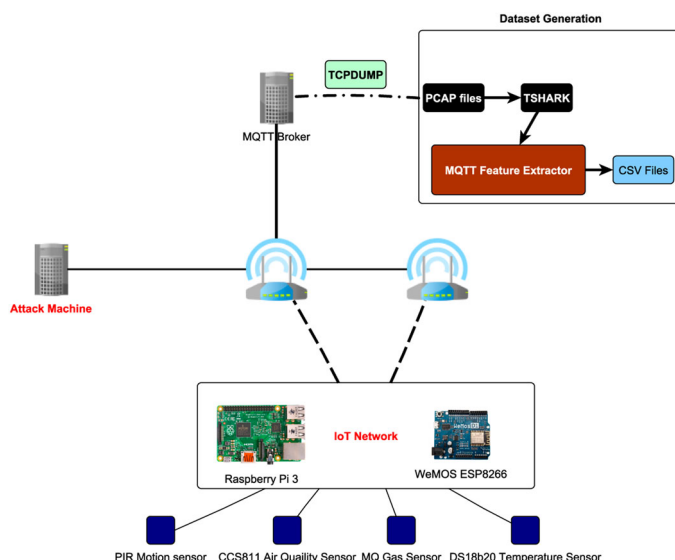 Dataset Generation
TCPDUMP
PCAP files
TSHARK
MQTT Broker
MQTT Feature Extractor
CSV Files
Attack Machine
IoT Network
Raspberry Pi 3
WeMOS ESP8266
PIR Motion sensor
CCS811 Air Quaility Sensor
MQ Gas Sensor
DS18b20 Temperature Sensor